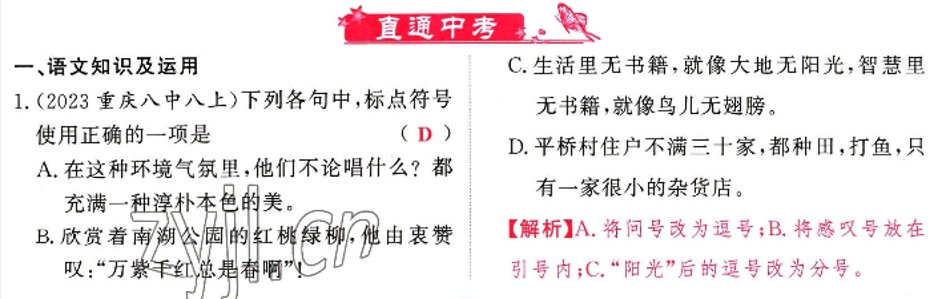 直通中考
一、语文知识及运用
1.(2023 重庆八中八上)下列各句中,标点符号
使用正确的一项是 ( D )
A.在这种环境气氛里,他们不论唱什么?都
充满一种淳朴本色的美。
B.欣赏着南湖公园的红桃绿柳,他由衷赞
叹:“万紫千红总是春啊”!
C.生活里无书籍,就像大地无阳光,智慧里
无书籍,就像鸟儿无翅膀。
D.平桥村住户不满三十家,都种田,打鱼,只
有一家很小的杂货店。
【解析】A.将问号改为逗号;B.将感叹号放在
引号内;C.“阳光”后的逗号改为分号。
zyjl.cn